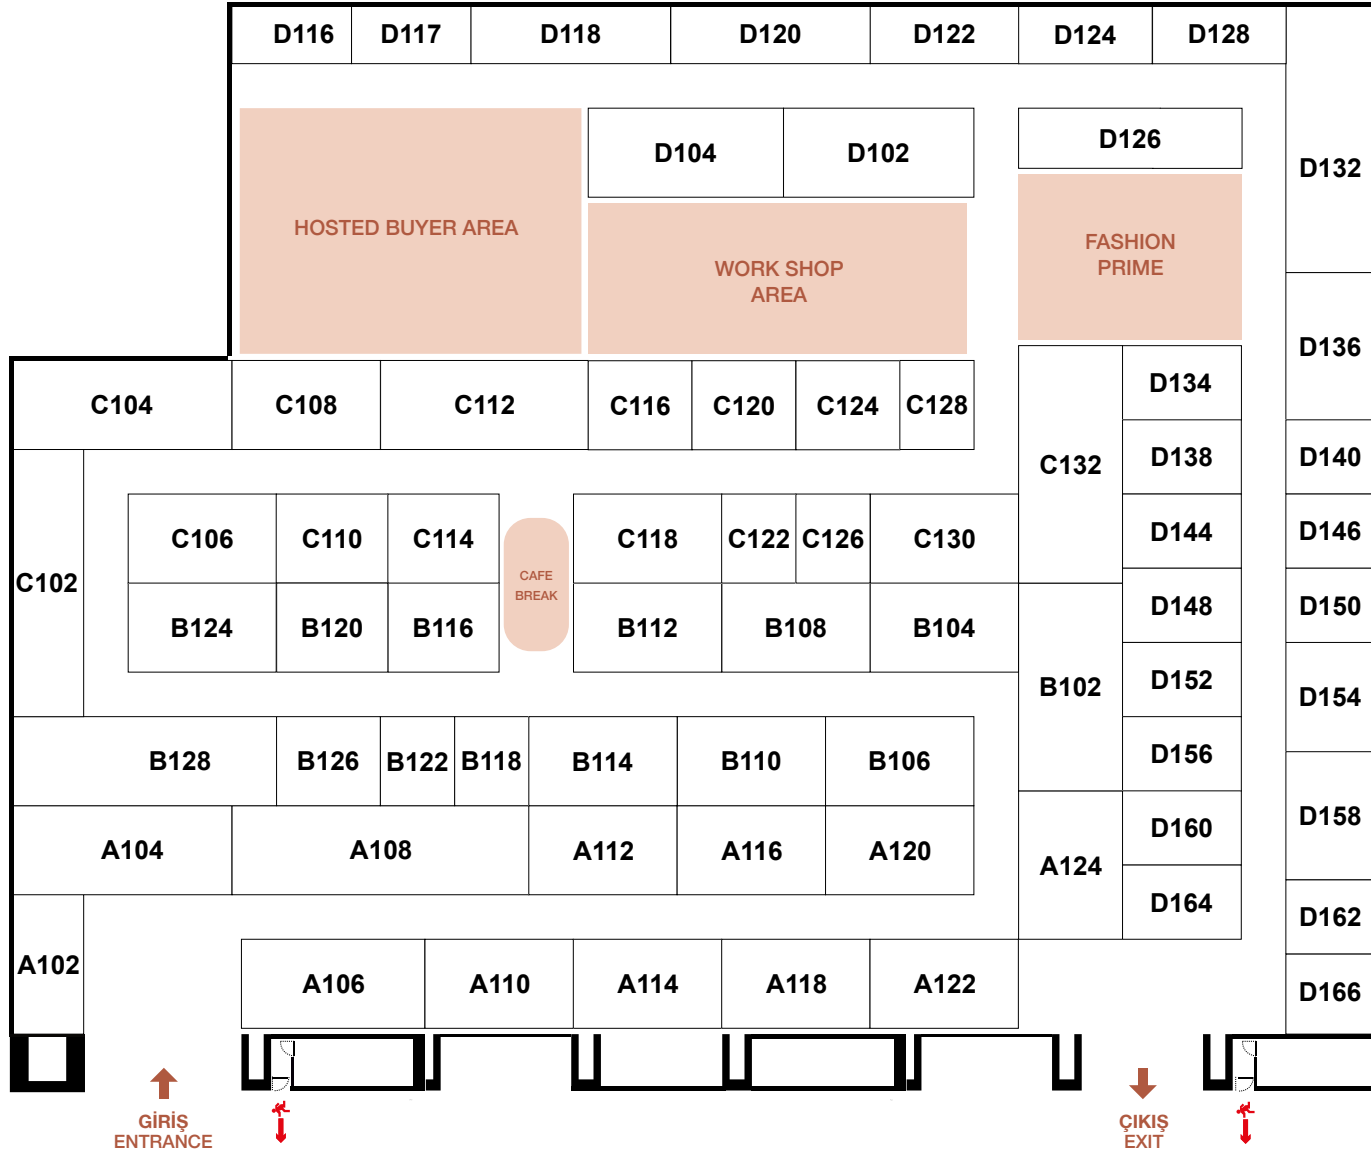 D116 D117 D118 D120 D122 D124 D128
D104 D102 D126
D132
HOSTED BUYER AREA
WORK SHOP
AREA
FASHION
PRIME
D136
C104 C108 C112 C116 C120 C124 C128
D134
C132
D138 D140
C106 C110 C114 C118 C122 C126 C130
D144 D146
CAFE
BREAK
C102
B124 B120 B116 B112 B108 B104
D148 D150
B102
D152 D154
B128 B126 B122 B118 B114 B110 B106
D156
D158
A104 A108 A112 A116 A120
D160
A124
D164 D162
A102
A106 A110 A114 A118 A122
D166
GİRİŞ
ENTRANCE
ÇIKIŞ
EXIT